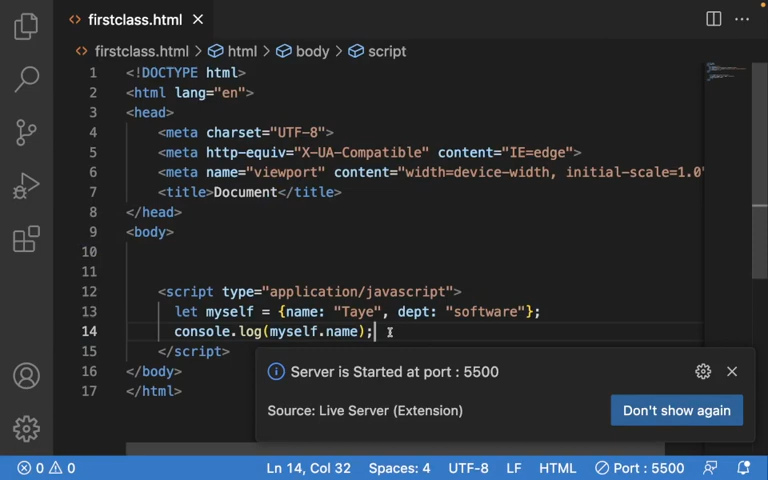 firstclass.html
firstclass.html > html > body > script
1 <!DOCTYPE html>
2 <html lang="en">
3 <head>
4 <meta charset="UTF-8">
5 <meta http-equiv="X-UA-Compatible" content="IE=edge">
6 <meta name="viewport" content="width=device-width, initial-scale=1.0"
7 <title>Document</title>
8 </head>
9 <body>
10
11
12 <script type="application/javascript">
13 let myself = {name: "Taye", dept: "software"};
14 console.log(myself.name);
15 </script>
16 </body>
17 </html>
Server is Started at port : 5500
Source: Live Server (Extension)
Don't show again
0 0 Ln 14, Col 32 Spaces: 4 UTF-8 LF HTML Port : 5500